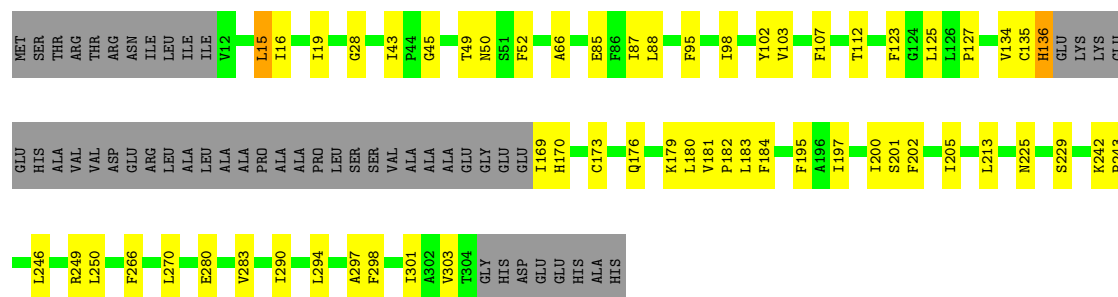 MET SER THR ARG THR ARG ASN ILE LEU ILE ILE V12 L15 I16 I19 G28 I43 P44 G45 T49 N50 S51 F52 A66 E85 F86 I87 L88 F95 I98 Y102 V103 F107 T112 F123 G124 L125 L126 P127 V134 C135 H136 GLU LYS LYS GLU
GLU HIS ALA VAL VAL ASP GLU ARG LEU ALA LEU ALA ALA PRO ALA ALA PRO LEU SER SER VAL ALA ALA ALA GLU GLY GLU GLU I169 H170 C173 Q176 K179 L180 V181 P182 L183 F184 F195 A196 I197 I200 S201 F202 I205 L213 N225 S229 K242
L246 R249 L250 F266 L270 E280 V283 I290 L294 A297 F298 I301 A302 V303 T304 GLY HIS ASP GLU GLU HIS ALA HIS